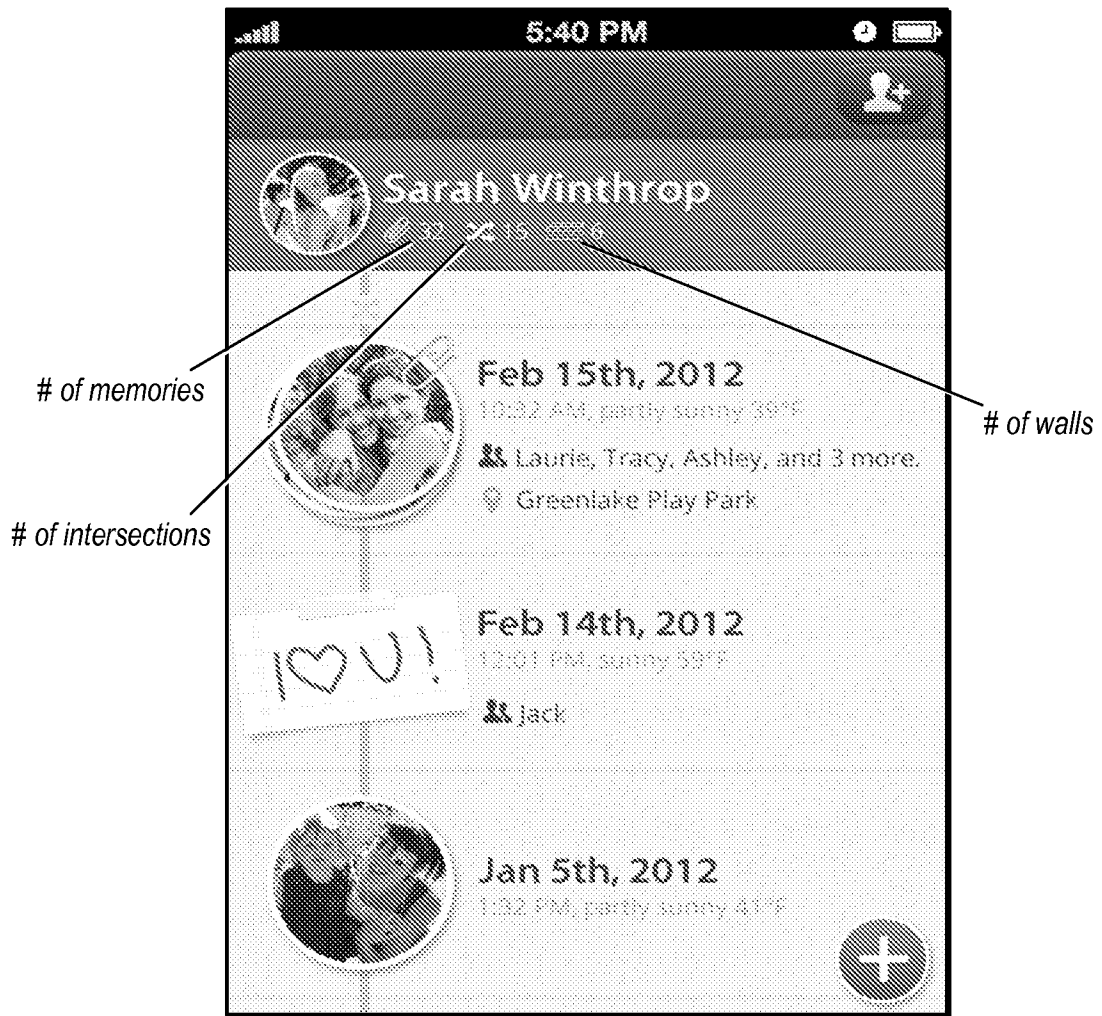 5:40 PM
Sarah Winthrop
32 15 6
# of memories
Feb 15th, 2012
10:32 AM, partly sunny 39°F
# of walls
Laurie, Tracy, Ashley, and 3 more.
Greenlake Play Park
# of intersections
Feb 14th, 2012
12:01 PM, sunny 59°F
I♡U!
Jack
Jan 5th, 2012
1:32 PM, partly sunny 41°F